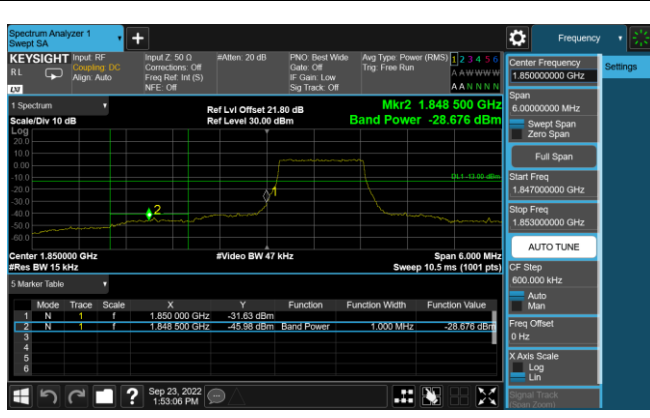 Spectrum Analyzer 1
Swept SA
+
Frequency
KEYSIGHT
RL
LXI
Input: RF
Coupling: DC
Align: Auto
Input Z: 50 Ω
Corrections: Off
Freq Ref: Int (S)
NFE: Off
#Atten: 20 dB
PNO: Best Wide
Gate: Off
IF Gain: Low
Sig Track: Off
Avg Type: Power (RMS)
Trig: Free Run
1 2 3 4 5 6
A A W W W W
A A N N N N
1 Spectrum
Scale/Div 10 dB
Ref Lvl Offset 21.80 dB
Ref Level 30.00 dBm
Mkr2 1.848 500 GHz
Band Power -28.676 dBm
Log
20.0
10.0
0.00
-10.0
-20.0
-30.0
-40.0
-50.0
-60.0
DL1 -13.00 dBm
1
2
Center 1.850000 GHz
#Res BW 15 kHz
#Video BW 47 kHz
Span 6.000 MHz
Sweep 10.5 ms (1001 pts)
5 Marker Table
Mode Trace Scale X Y Function Function Width Function Value
1 N 1 f 1.850 000 GHz -31.63 dBm
2 N 1 f 1.848 500 GHz -45.98 dBm Band Power 1.000 MHz -28.676 dBm
3
4
5
6
Sep 23, 2022
1:53:06 PM
?
Center Frequency
1.850000000 GHz
Settings
Span
6.00000000 MHz
Swept Span
Zero Span
Full Span
Start Freq
1.847000000 GHz
Stop Freq
1.853000000 GHz
AUTO TUNE
CF Step
600.000 kHz
Auto
Man
Freq Offset
0 Hz
X Axis Scale
Log
Lin
Signal Track
(Span Zoom)